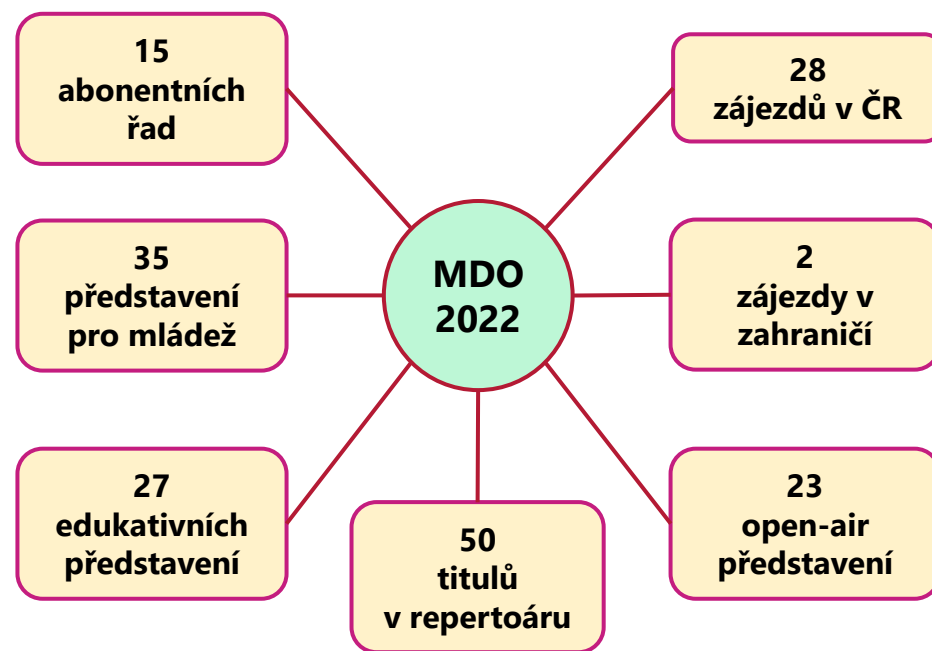 15
abonentních
řad
28
zájezdů v ČR
MDO
2022
35
představení
pro mládež
2
zájezdy v
zahraničí
27
edukativních
představení
50
titulů
v repertoáru
23
open-air
představení